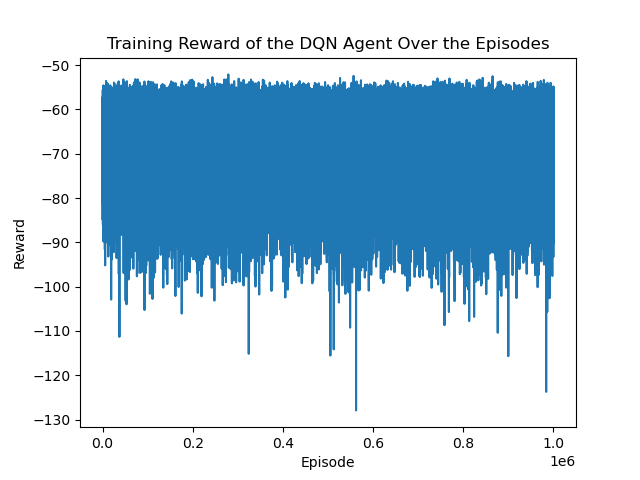 Training Reward of the DQN Agent Over the Episodes
−50
−60
−70
−80
−90
−100
−110
−120
−130
Reward
0.0 0.2 0.4 0.6 0.8 1.0
1e6
Episode